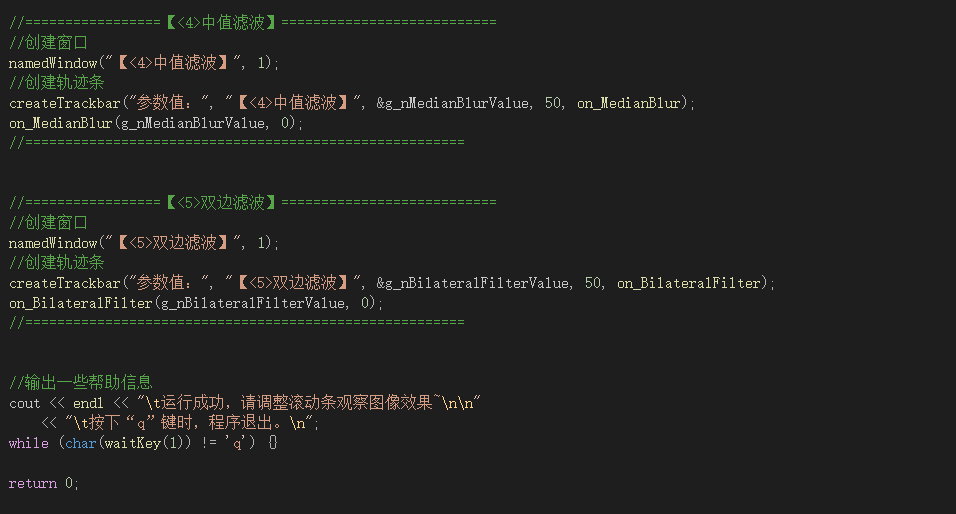 //=================【<4>中值滤波】===========================
//创建窗口
namedWindow("【<4>中值滤波】", 1);
//创建轨迹条
createTrackbar("参数值：", "【<4>中值滤波】", &g_nMedianBlurValue, 50, on_MedianBlur);
on_MedianBlur(g_nMedianBlurValue, 0);
//=======================================================
//=================【<5>双边滤波】===========================
//创建窗口
namedWindow("【<5>双边滤波】", 1);
//创建轨迹条
createTrackbar("参数值：", "【<5>双边滤波】", &g_nBilateralFilterValue, 50, on_BilateralFilter);
on_BilateralFilter(g_nBilateralFilterValue, 0);
//=======================================================
//输出一些帮助信息
cout << endl << "\t运行成功，请调整滚动条观察图像效果~\n\n"
<< "\t按下“q”键时，程序退出。\n";
while (char(waitKey(1)) != 'q') {}
return 0;